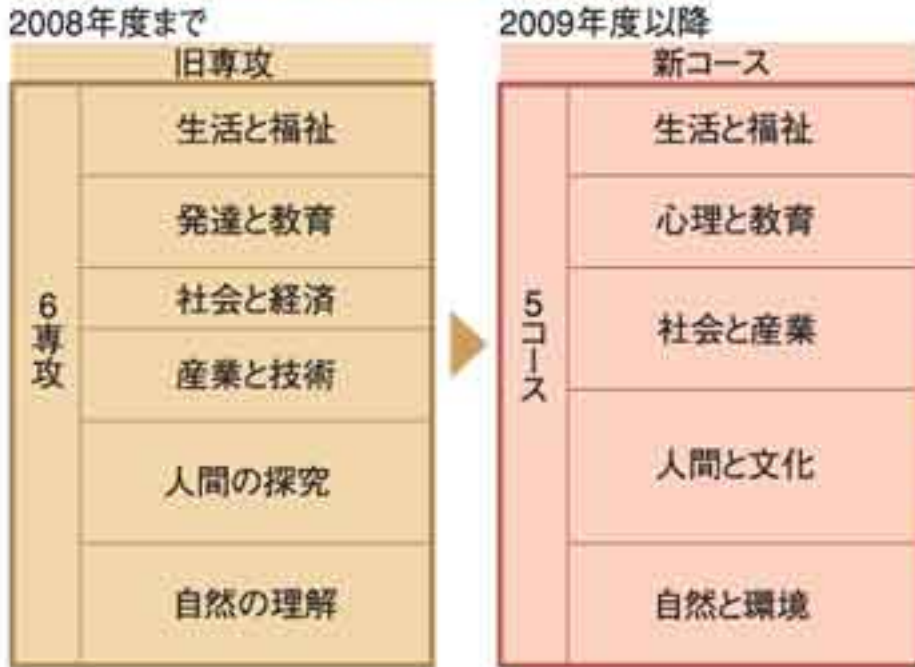 2008年度まで
旧専攻
6専攻
生活と福祉
発達と教育
社会と経済
産業と技術
人間の探究
自然の理解
2009年度以降
新コース
5コース
生活と福祉
心理と教育
社会と産業
人間と文化
自然と環境